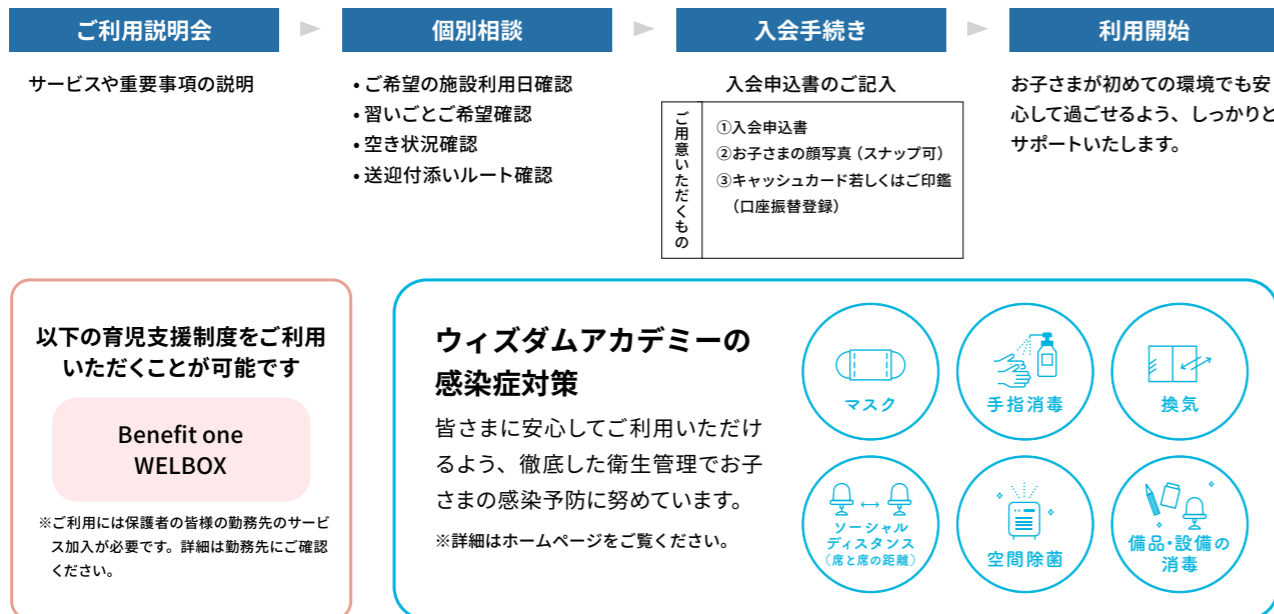 ご利用説明会
サービスや重要事項の説明
個別相談
• ご希望の施設利用日確認
• 習いごとご希望確認
• 空き状況確認
• 送迎付添いルート確認
入会手続き
入会申込書のご記入
ご用意いただくもの
①入会申込書
②お子さまの顔写真（スナップ可）
③キャッシュカード若しくはご印鑑
（口座振替登録）
利用開始
お子さまが初めての環境でも安
心して過ごせるよう、しっかりと
サポートいたします。
以下の育児支援制度をご利用
いただくことが可能です
Benefit one
WELBOX
※ご利用には保護者の皆様の勤務先のサービ
ス加入が必要です。詳細は勤務先にご確認
ください。
ウィズダムアカデミーの
感染症対策
皆さまに安心してご利用いただけ
るよう、徹底した衛生管理でお子
さまの感染予防に努めています。
※詳細はホームページをご覧ください。
マスク
手指消毒
換気
ソーシャル
ディスタンス
（席と席の距離）
空間除菌
備品・設備の
消毒